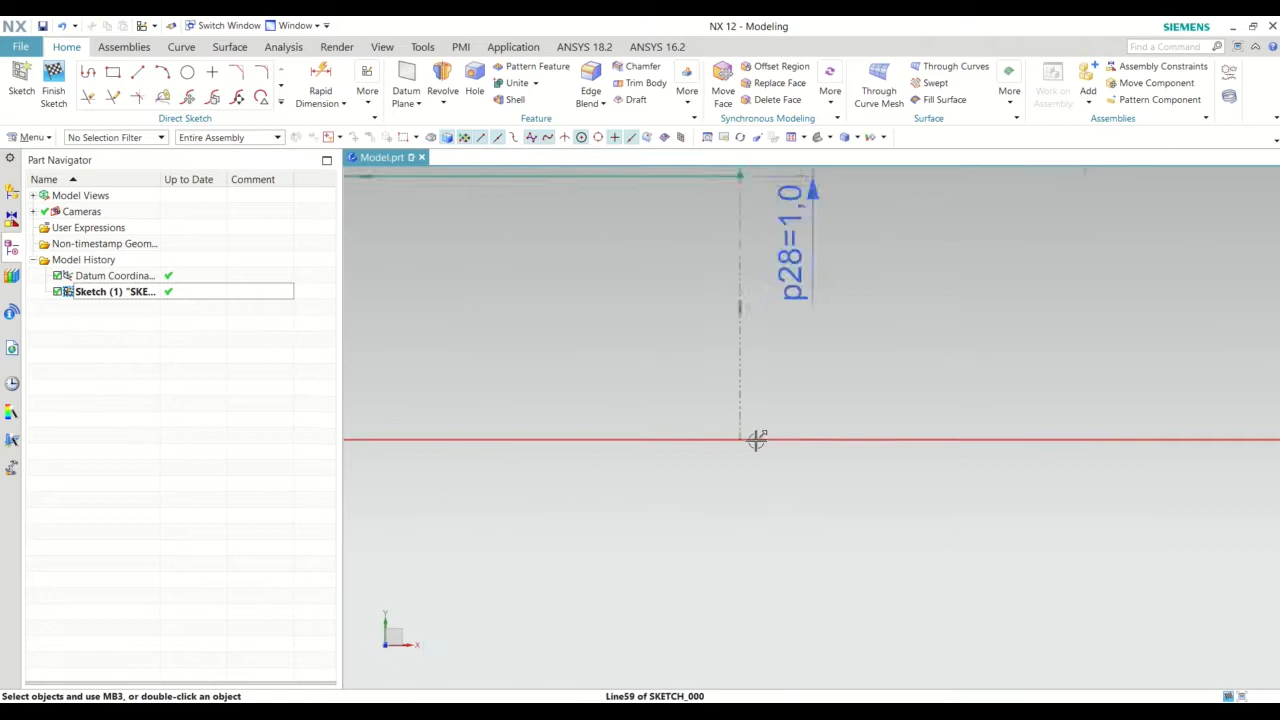 NX
Switch Window
Window
NX 12 - Modeling
SIEMENS
File
Home
Assemblies
Curve
Surface
Analysis
Render
View
Tools
PMI
Application
ANSYS 18.2
ANSYS 16.2
Find a Command
Sketch
Finish Sketch
Rapid Dimension
More
Direct Sketch
Datum Plane
Revolve
Hole
Pattern Feature
Unite
Shell
Edge Blend
Chamfer
Trim Body
Draft
More
Feature
Move Face
Offset Region
Replace Face
Delete Face
More
Synchronous Modeling
Through Curve Mesh
Through Curves
Swept
Fill Surface
More
Surface
Work on Assembly
Add
Assembly Constraints
Move Component
Pattern Component
Assemblies
Menu
No Selection Filter
Entire Assembly
Part Navigator
Model.prt
Name
Up to Date
Comment
Model Views
Cameras
User Expressions
Non-timestamp Geom...
Model History
Datum Coordina...
Sketch (1) "SKE...
p28=1,0
Y
X
Select objects and use MB3, or double-click an object
Line59 of SKETCH_000